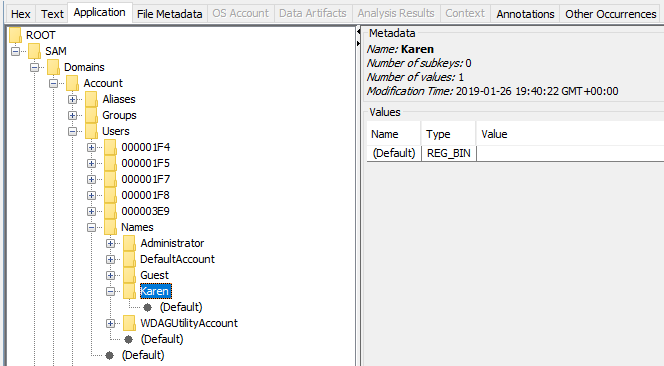 Hex Text Application File Metadata OS Account Data Artifacts Analysis Results Context Annotations Other Occurrences
ROOT
SAM
Domains
Account
Aliases
Groups
Users
000001F4
000001F5
000001F7
000001F8
000003E9
Names
Administrator
DefaultAccount
Guest
Karen
(Default)
WDAGUtilityAccount
(Default)
(Default)
Metadata
Name: Karen
Number of subkeys: 0
Number of values: 1
Modification Time: 2019-01-26 19:40:22 GMT+00:00
Values
Name Type Value
(Default) REG_BIN